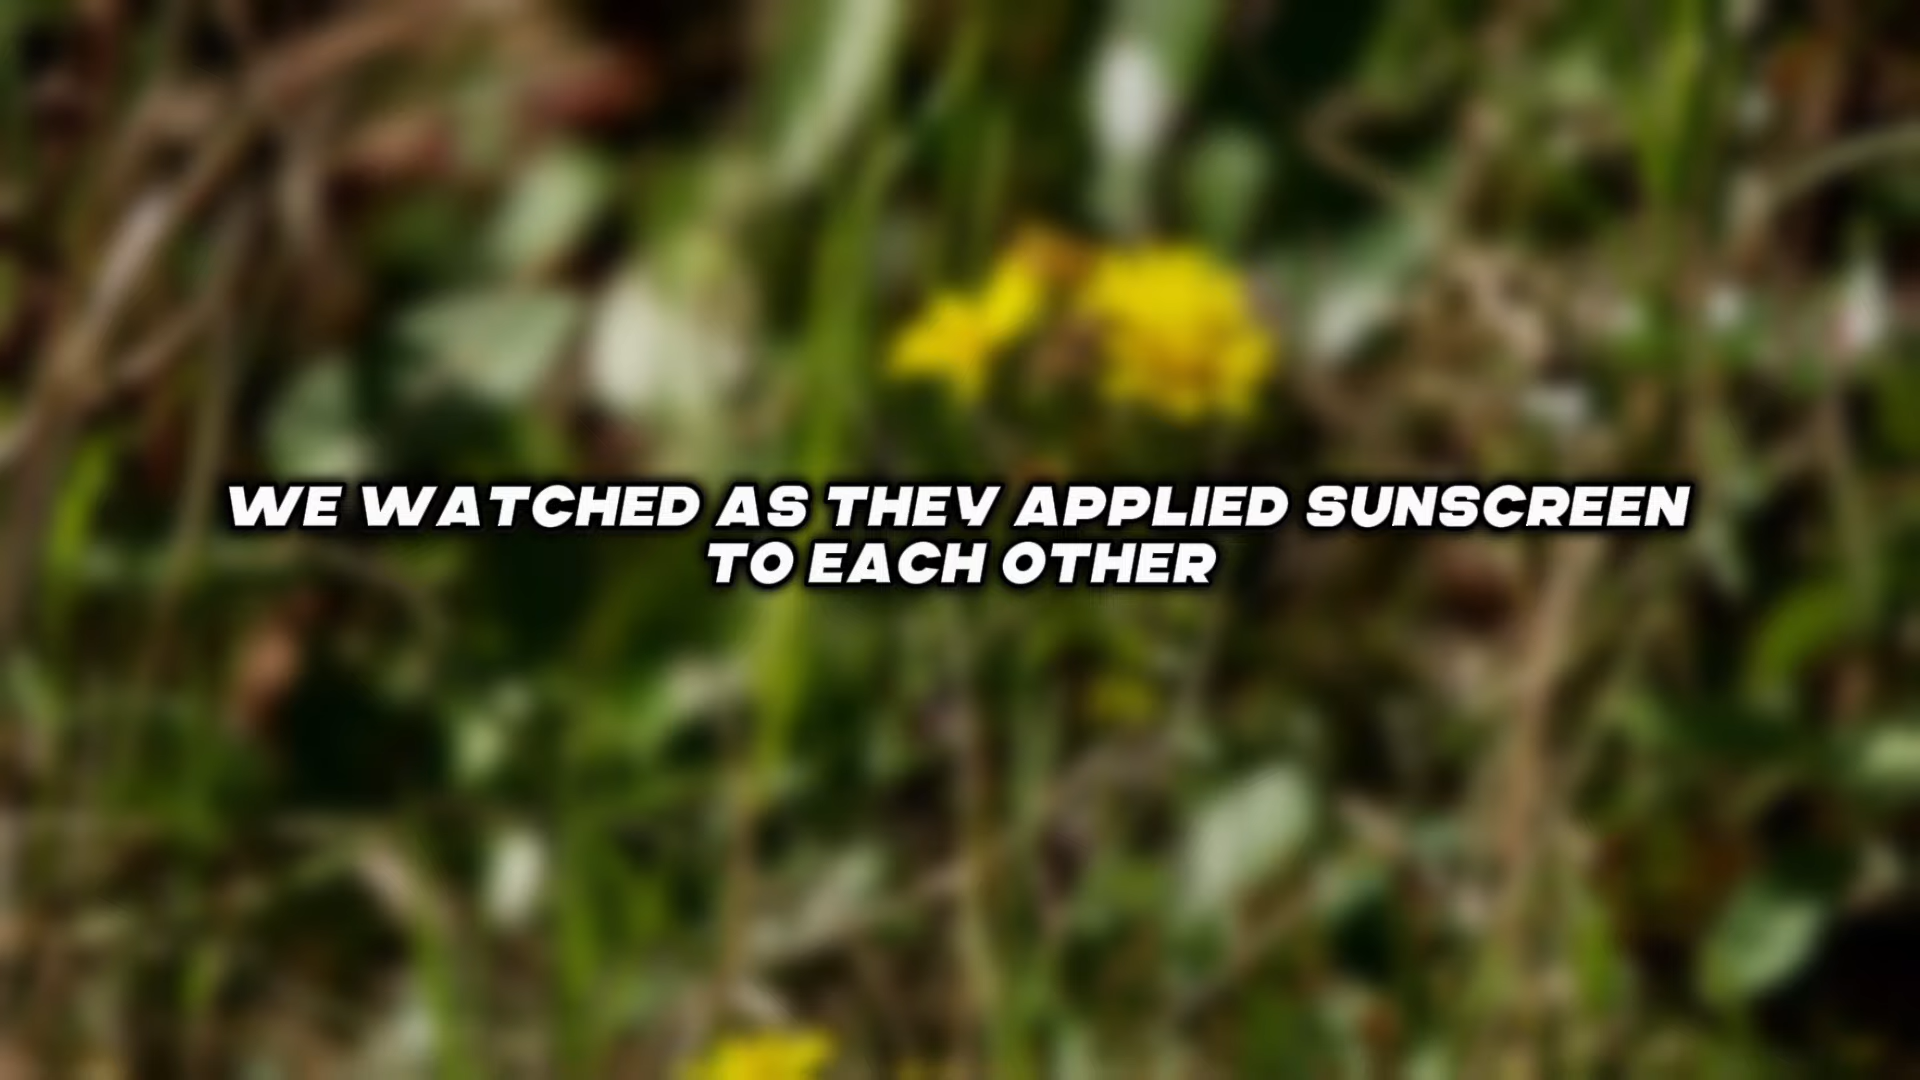 WE WATCHED AS THEY APPLIED SUNSCREEN
TO EACH OTHER